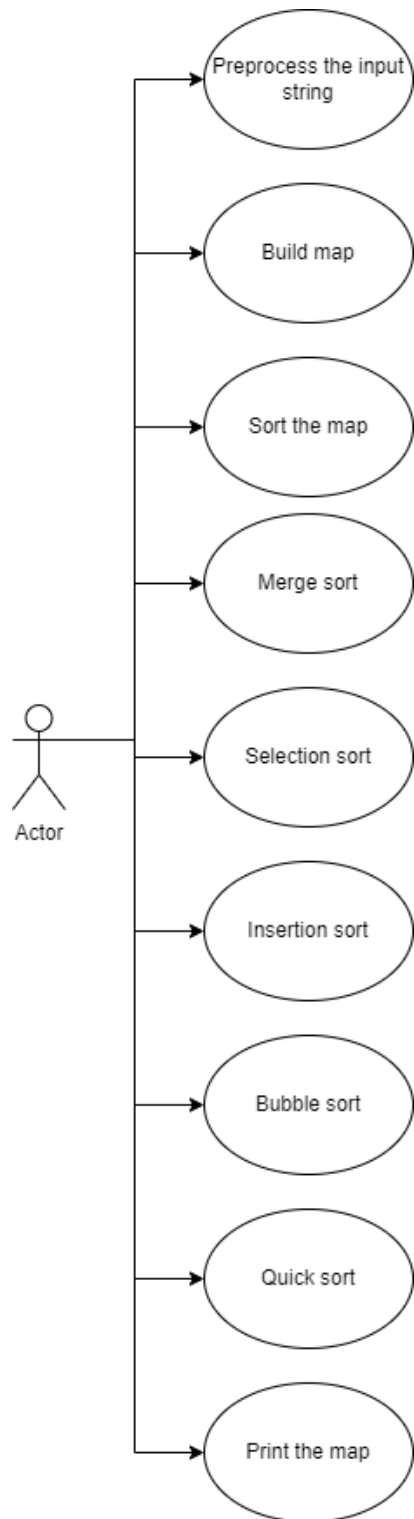 Preprocess the input
string
Build map
Sort the map
Merge sort
Selection sort
Actor
Insertion sort
Bubble sort
Quick sort
Print the map